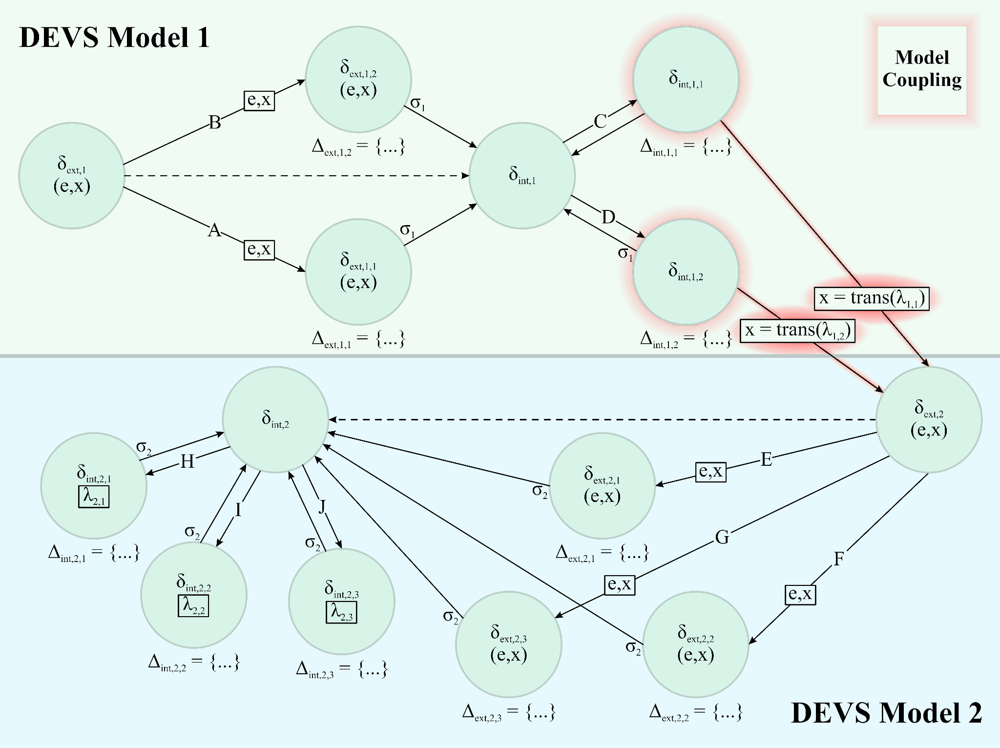 DEVS Model 1
Model
Coupling
δext,1
(e,x)
B
e,x
A
e,x
δext,1,2
(e,x)
Δext,1,2 = {...}
σ1
δext,1,1
(e,x)
Δext,1,1 = {...}
σ1
δint,1
C
D
σ1
δint,1,1
Δint,1,1 = {...}
δint,1,2
Δint,1,2 = {...}
x = trans(λ1,1)
x = trans(λ1,2)
δext,2
(e,x)
E
e,x
G
e,x
F
e,x
δext,2,1
(e,x)
σ2
Δext,2,1 = {...}
δext,2,3
(e,x)
σ2
Δext,2,3 = {...}
δext,2,2
(e,x)
σ2
Δext,2,2 = {...}
δint,2
H
σ2
I
σ2
J
σ2
δint,2,1
λ2,1
Δint,2,1 = {...}
δint,2,2
λ2,2
Δint,2,2 = {...}
δint,2,3
λ2,3
Δint,2,3 = {...}
DEVS Model 2